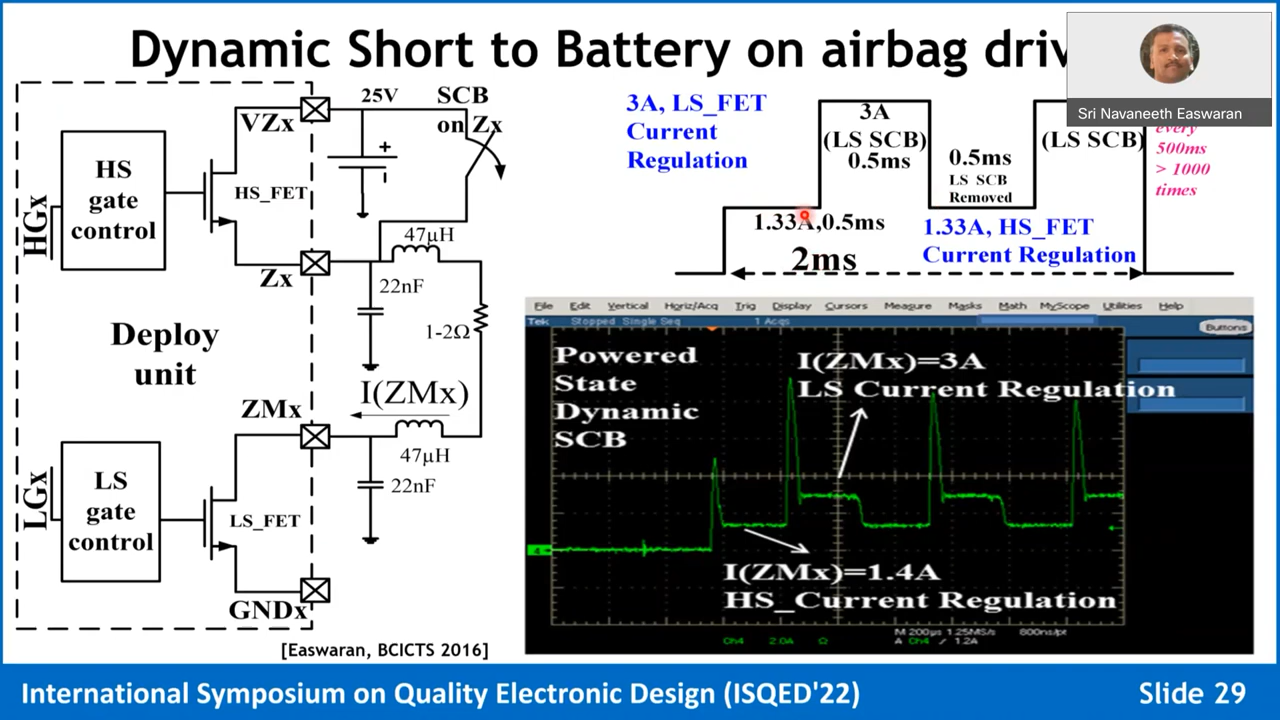 Dynamic Short to Battery on airbag driv
Sri Navaneeth Easwaran
HS
gate
control
HGx
VZx
HS_FET
Zx
25V
+
SCB
on Zx
47µH
22nF
1-2Ω
Deploy
unit
I(ZMx)
ZMx
47µH
22nF
LS
gate
control
LGx
LS_FET
GNDx
[Easwaran, BCICTS 2016]
3A, LS_FET
Current
Regulation
3A
(LS SCB)
0.5ms
0.5ms
LS SCB
Removed
(LS SCB)
every
500ms
> 1000
times
1.33A,0.5ms
2ms
1.33A, HS_FET
Current Regulation
File Edit Vertical Horiz/Acq Trig Display Cursors Measure Masks Math MyScope Utilities Help
Tek Stopped Single Seq 1 Acqs
Buttons
Powered
State
Dynamic
SCB
I(ZMx)=3A
LS Current Regulation
I(ZMx)=1.4A
HS_Current Regulation
Ch4 2.0A
M 200µs 1.25MS/s 800ns/pt
A Ch4 1.2A
International Symposium on Quality Electronic Design (ISQED'22)
Slide 29